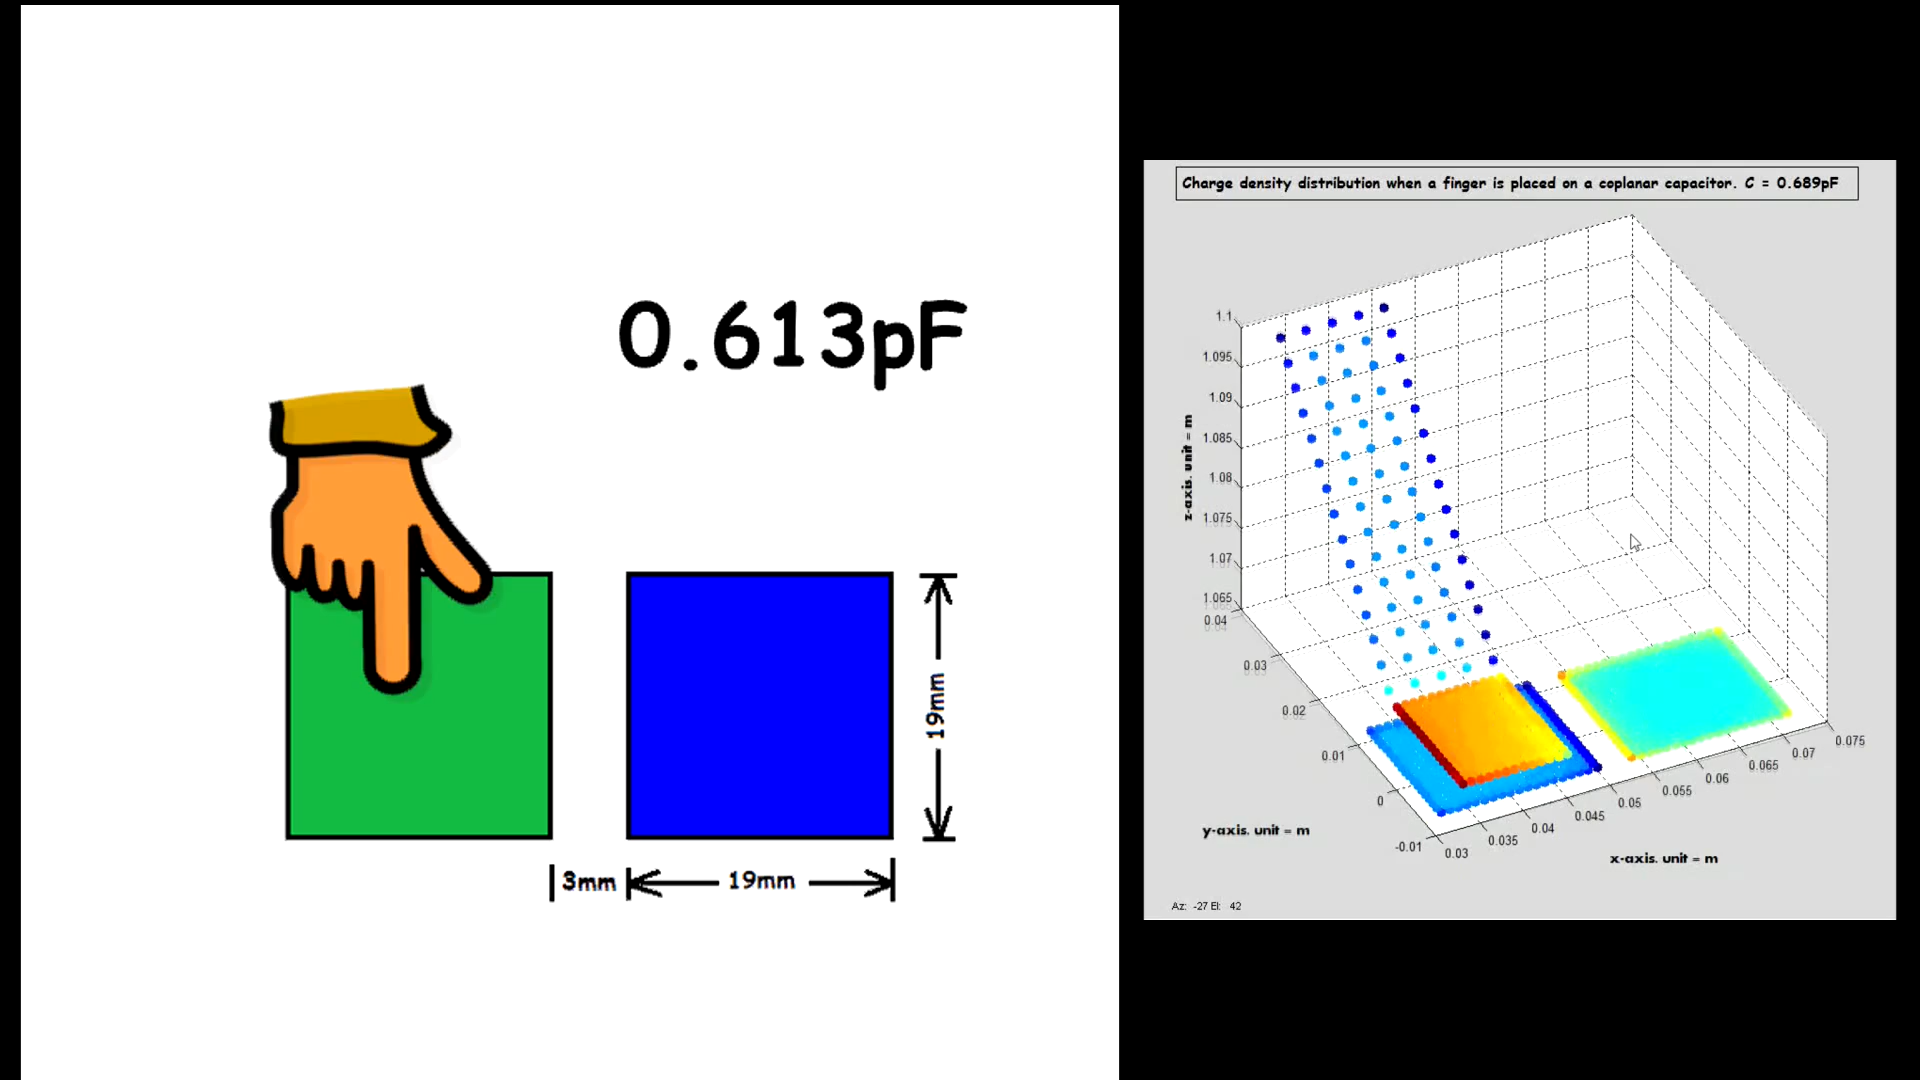 0.613pF
19mm
3mm
19mm
Charge density distribution when a finger is placed on a coplanar capacitor. C = 0.689pF
1.1
1.095
1.09
1.085
1.08
1.075
1.07
1.065
z-axis. unit = m
0.04
0.03
0.02
0.01
0
-0.01
y-axis. unit = m
0.03
0.035
0.04
0.045
0.05
0.055
0.06
0.065
0.07
0.075
x-axis. unit = m
Az: -27 El: 42